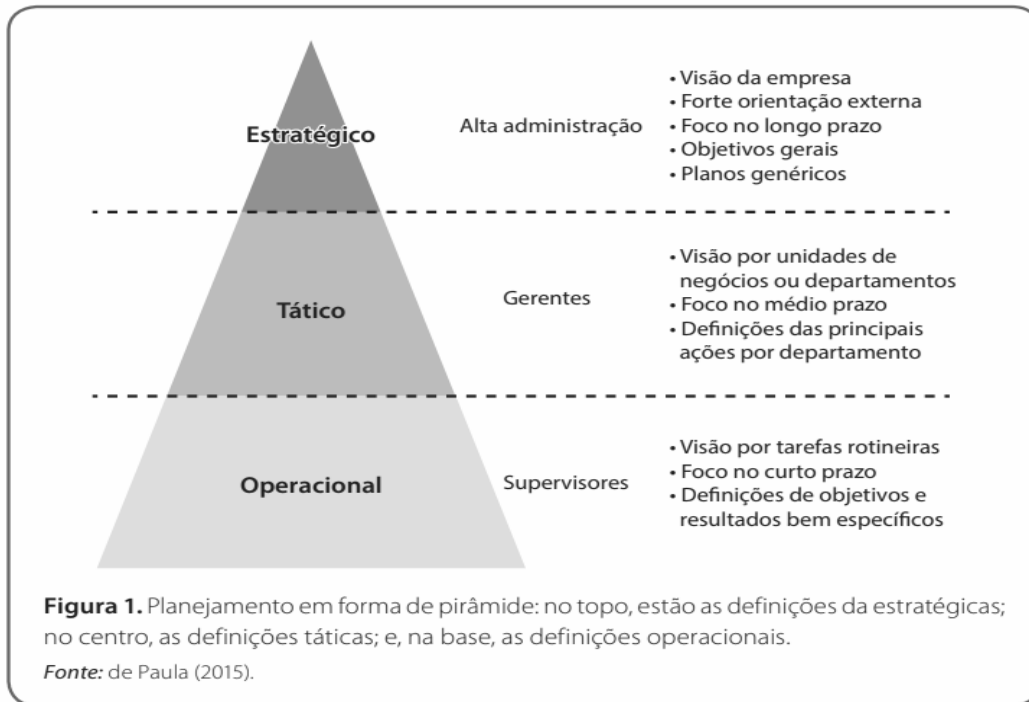 Estratégico
Alta administração
• Visão da empresa
• Forte orientação externa
• Foco no longo prazo
• Objetivos gerais
• Planos genéricos
Tático
Gerentes
• Visão por unidades de
negócios ou departamentos
• Foco no médio prazo
• Definições das principais
ações por departamento
Operacional
Supervisores
• Visão por tarefas rotineiras
• Foco no curto prazo
• Definições de objetivos e
resultados bem específicos
Figura 1. Planejamento em forma de pirâmide: no topo, estão as definições da estratégicas;
no centro, as definições táticas; e, na base, as definições operacionais.
Fonte: de Paula (2015).